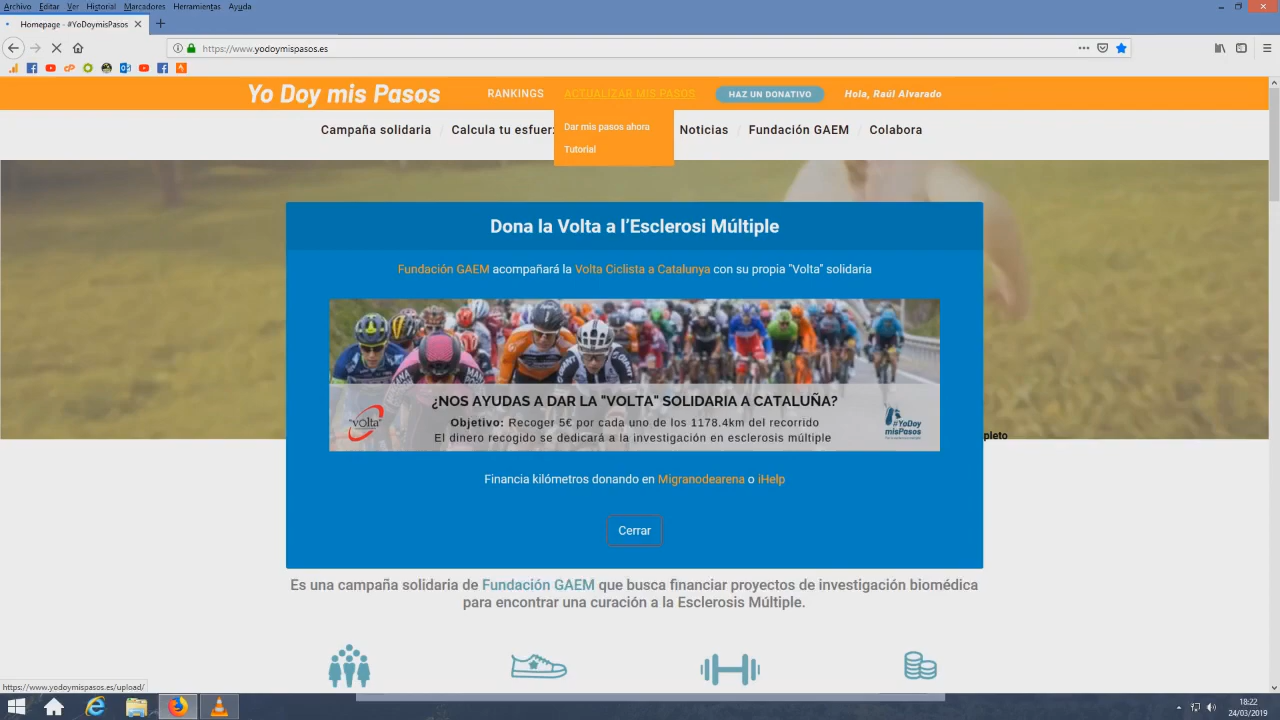 Archivo Editar Ver Historial Marcadores Herramientas Ayuda
Homepage - #YoDoymisPasos
https://www.yodoymispasos.es
Yo Doy mis Pasos
RANKINGS
ACTUALIZAR MIS PASOS
HAZ UN DONATIVO
Hola, Raúl Alvarado
Dar mis pasos ahora
Tutorial
Campaña solidaria / Calcula tu esfuerz
Noticias / Fundación GAEM / Colabora
Dona la Volta a l’Esclerosi Múltiple
Fundación GAEM acompañará la Volta Ciclista a Catalunya con su propia "Volta" solidaria
¿NOS AYUDAS A DAR LA "VOLTA" SOLIDARIA A CATALUÑA?
Objetivo: Recoger 5€ por cada uno de los 1178.4km del recorrido
El dinero recogido se dedicará a la investigación en esclerosis múltiple
"volta"
#YoDoy
misPasos
pleto
Financia kilómetros donando en Migranodearena o iHelp
Cerrar
Es una campaña solidaria de Fundación GAEM que busca financiar proyectos de investigación biomédica
para encontrar una curación a la Esclerosis Múltiple.
https://www.yodoymispasos.es/upload/
18:22
24/03/2019